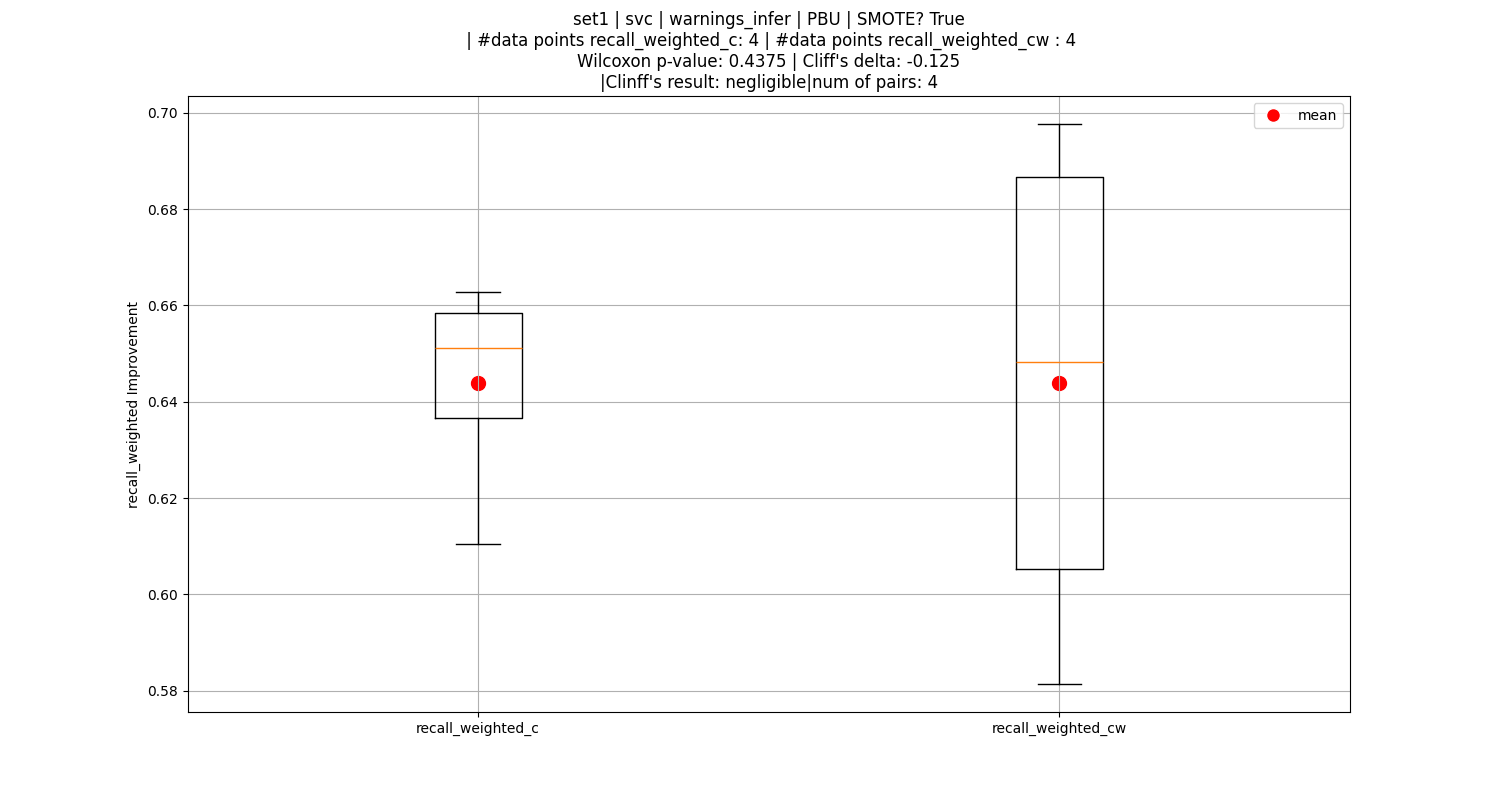 set1 | svc | warnings_infer | PBU | SMOTE? True
| #data points recall_weighted_c: 4 | #data points recall_weighted_cw : 4
Wilcoxon p-value: 0.4375 | Cliff's delta: -0.125
|Clinff's result: negligible|num of pairs: 4
mean
0.70
0.68
0.66
0.64
0.62
0.60
0.58
recall_weighted Improvement
recall_weighted_c
recall_weighted_cw